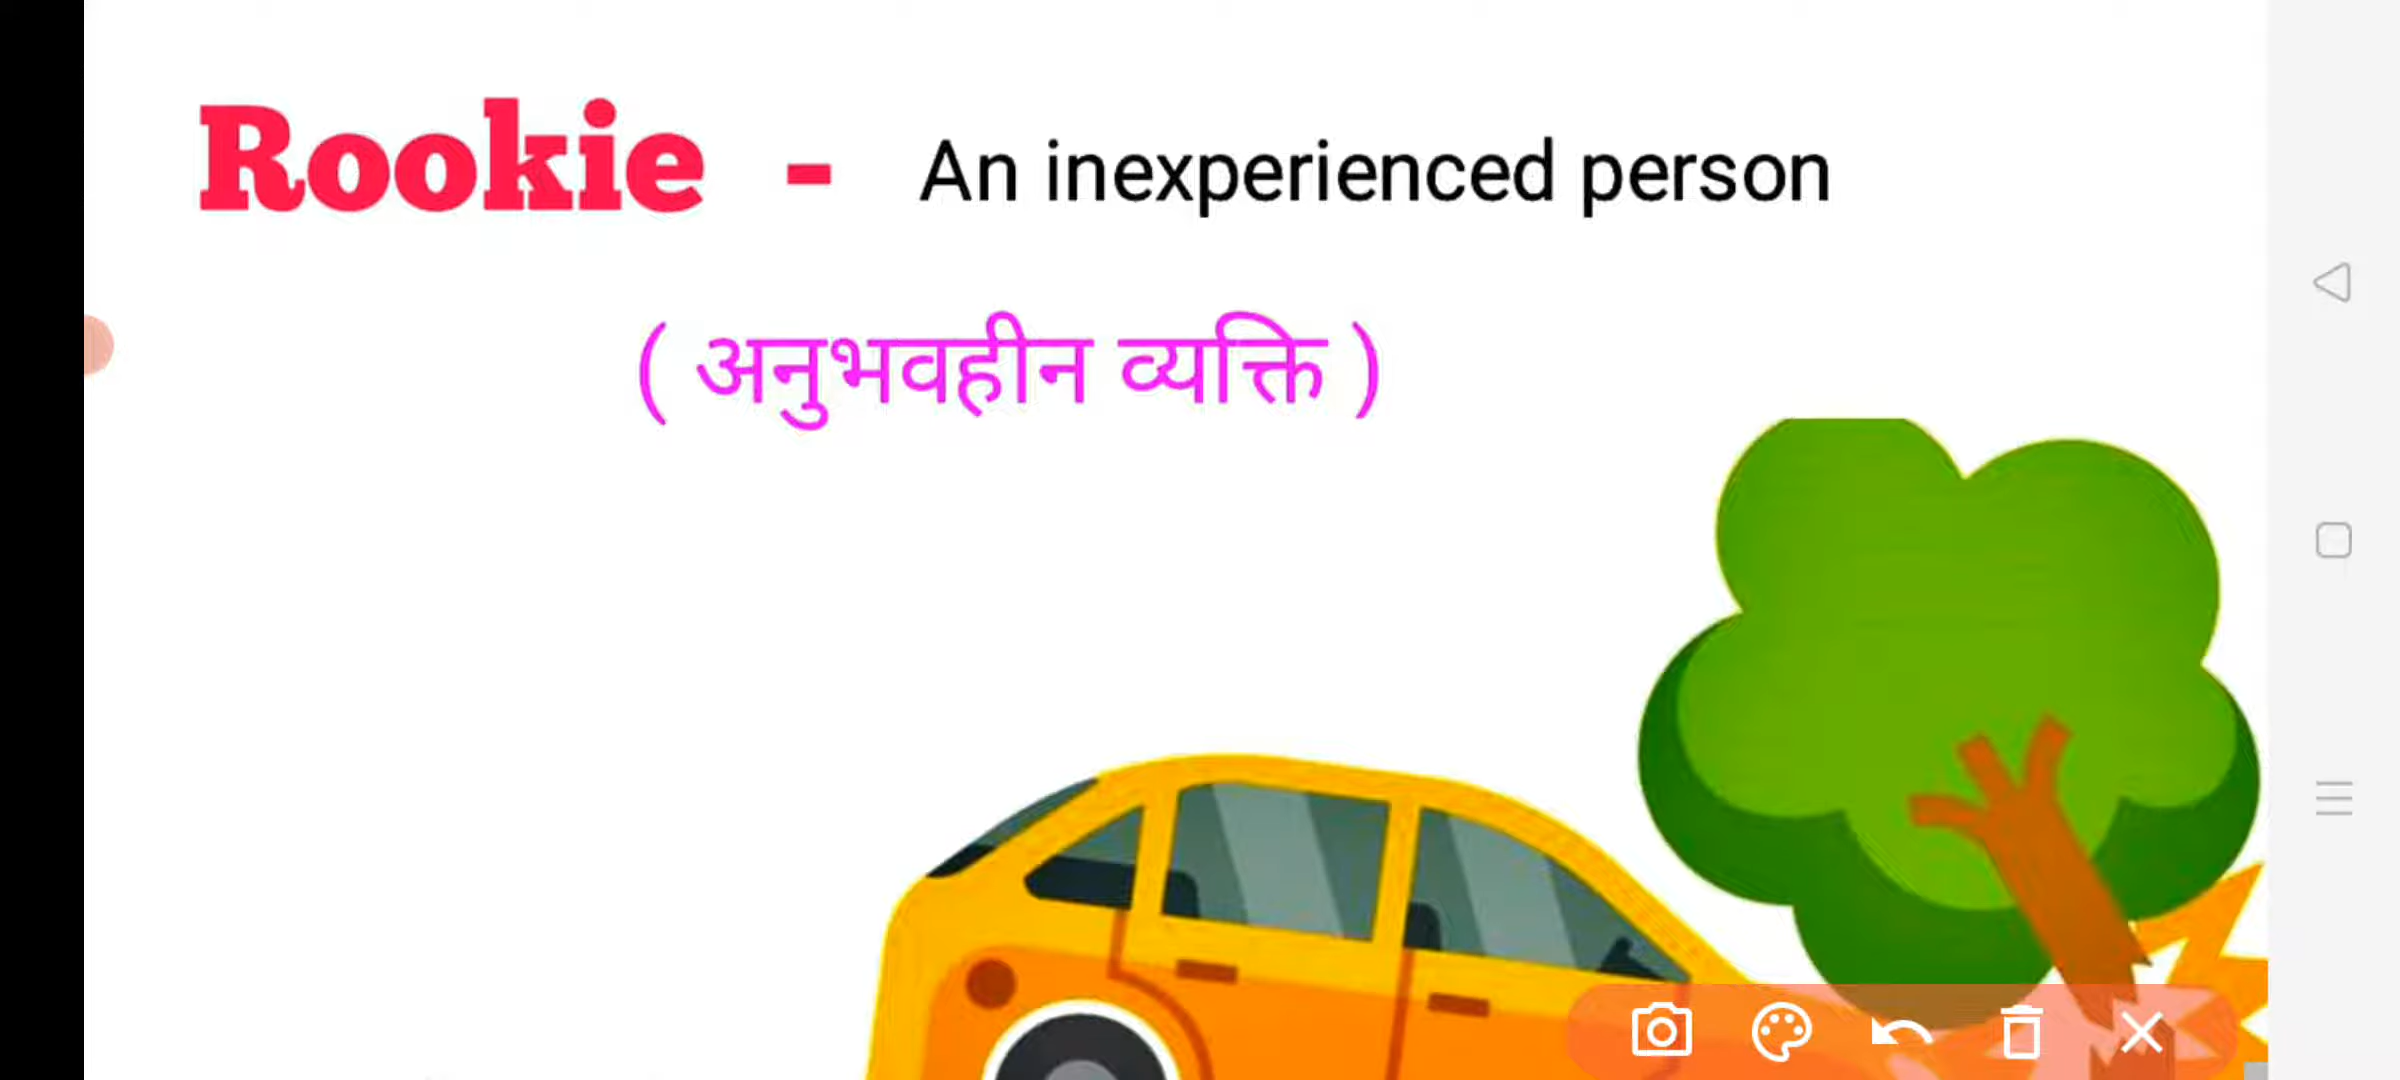 Rookie - An inexperienced person
( अनुभवहीन व्यक्ति )